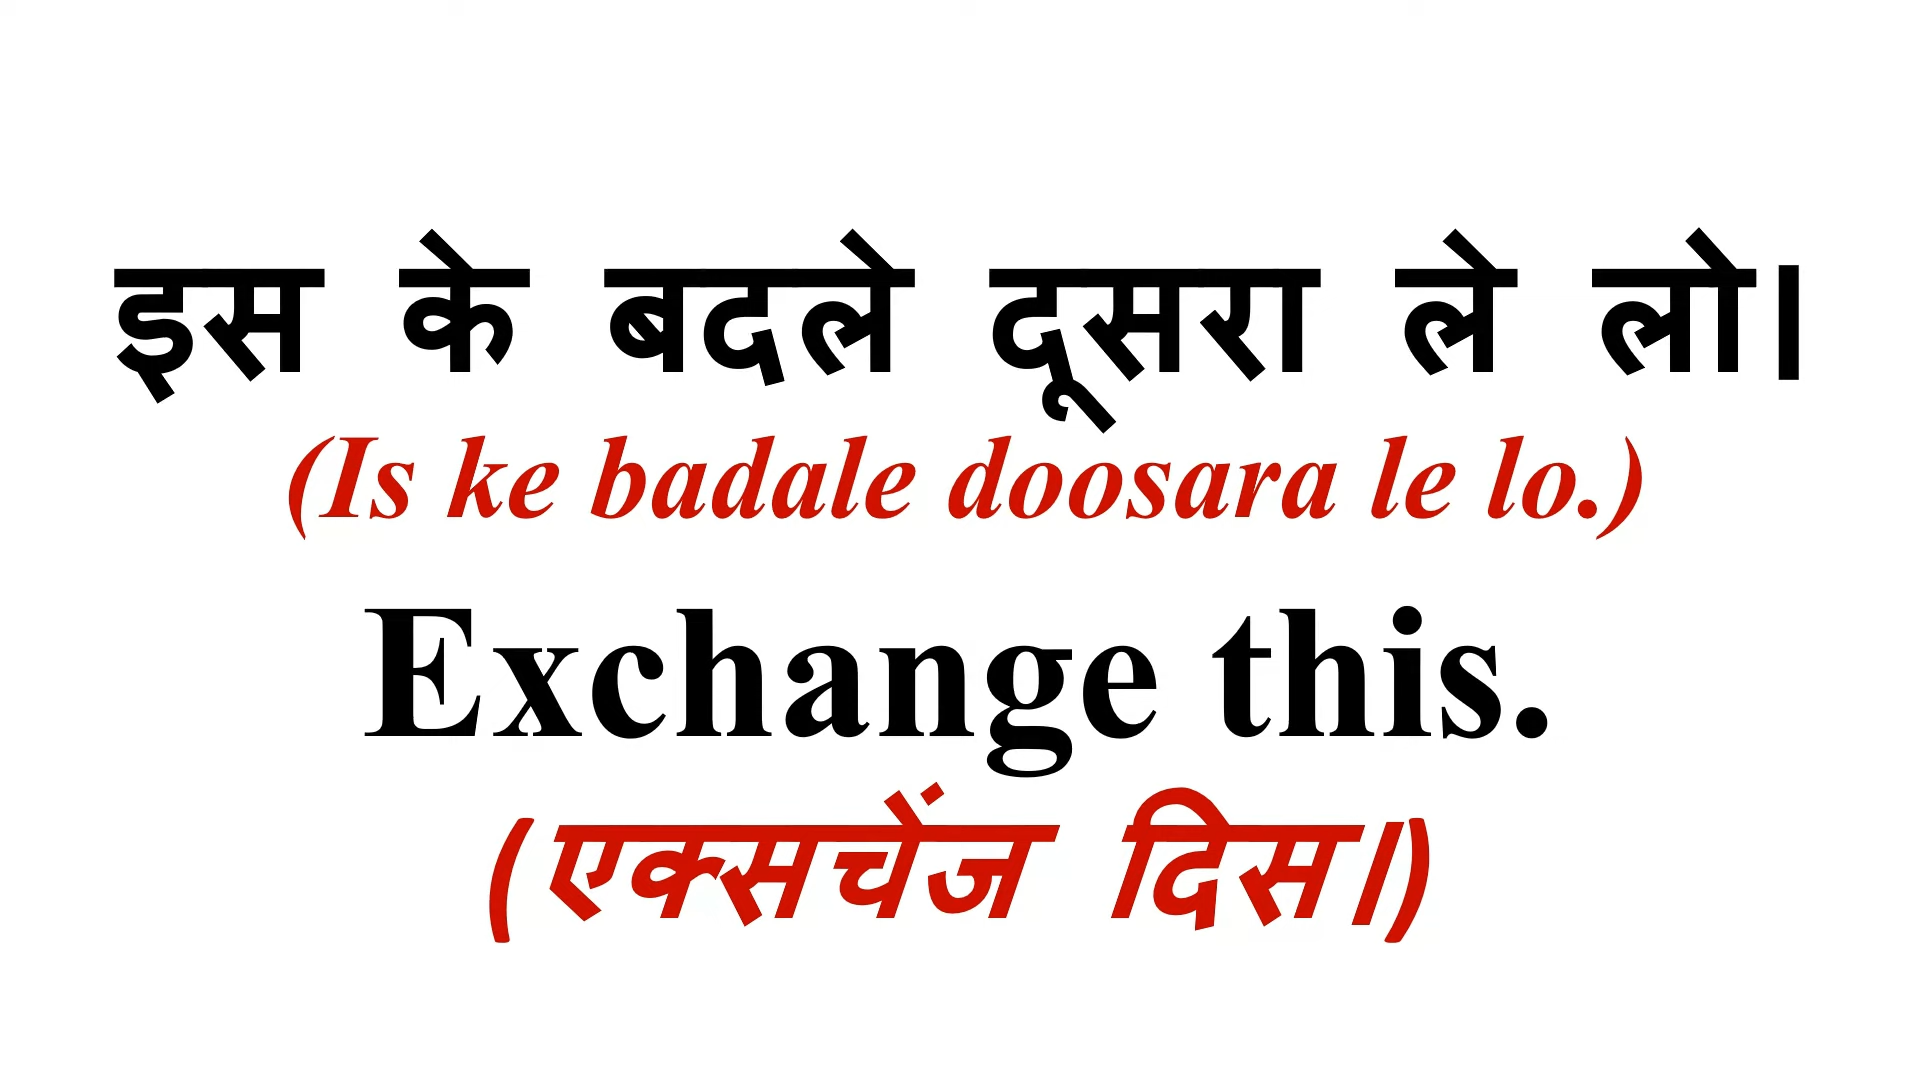 इस के बदले दूसरा ले लो।
(Is ke badale doosara le lo.)
Exchange this.
(एक्सचेंज दिस।)